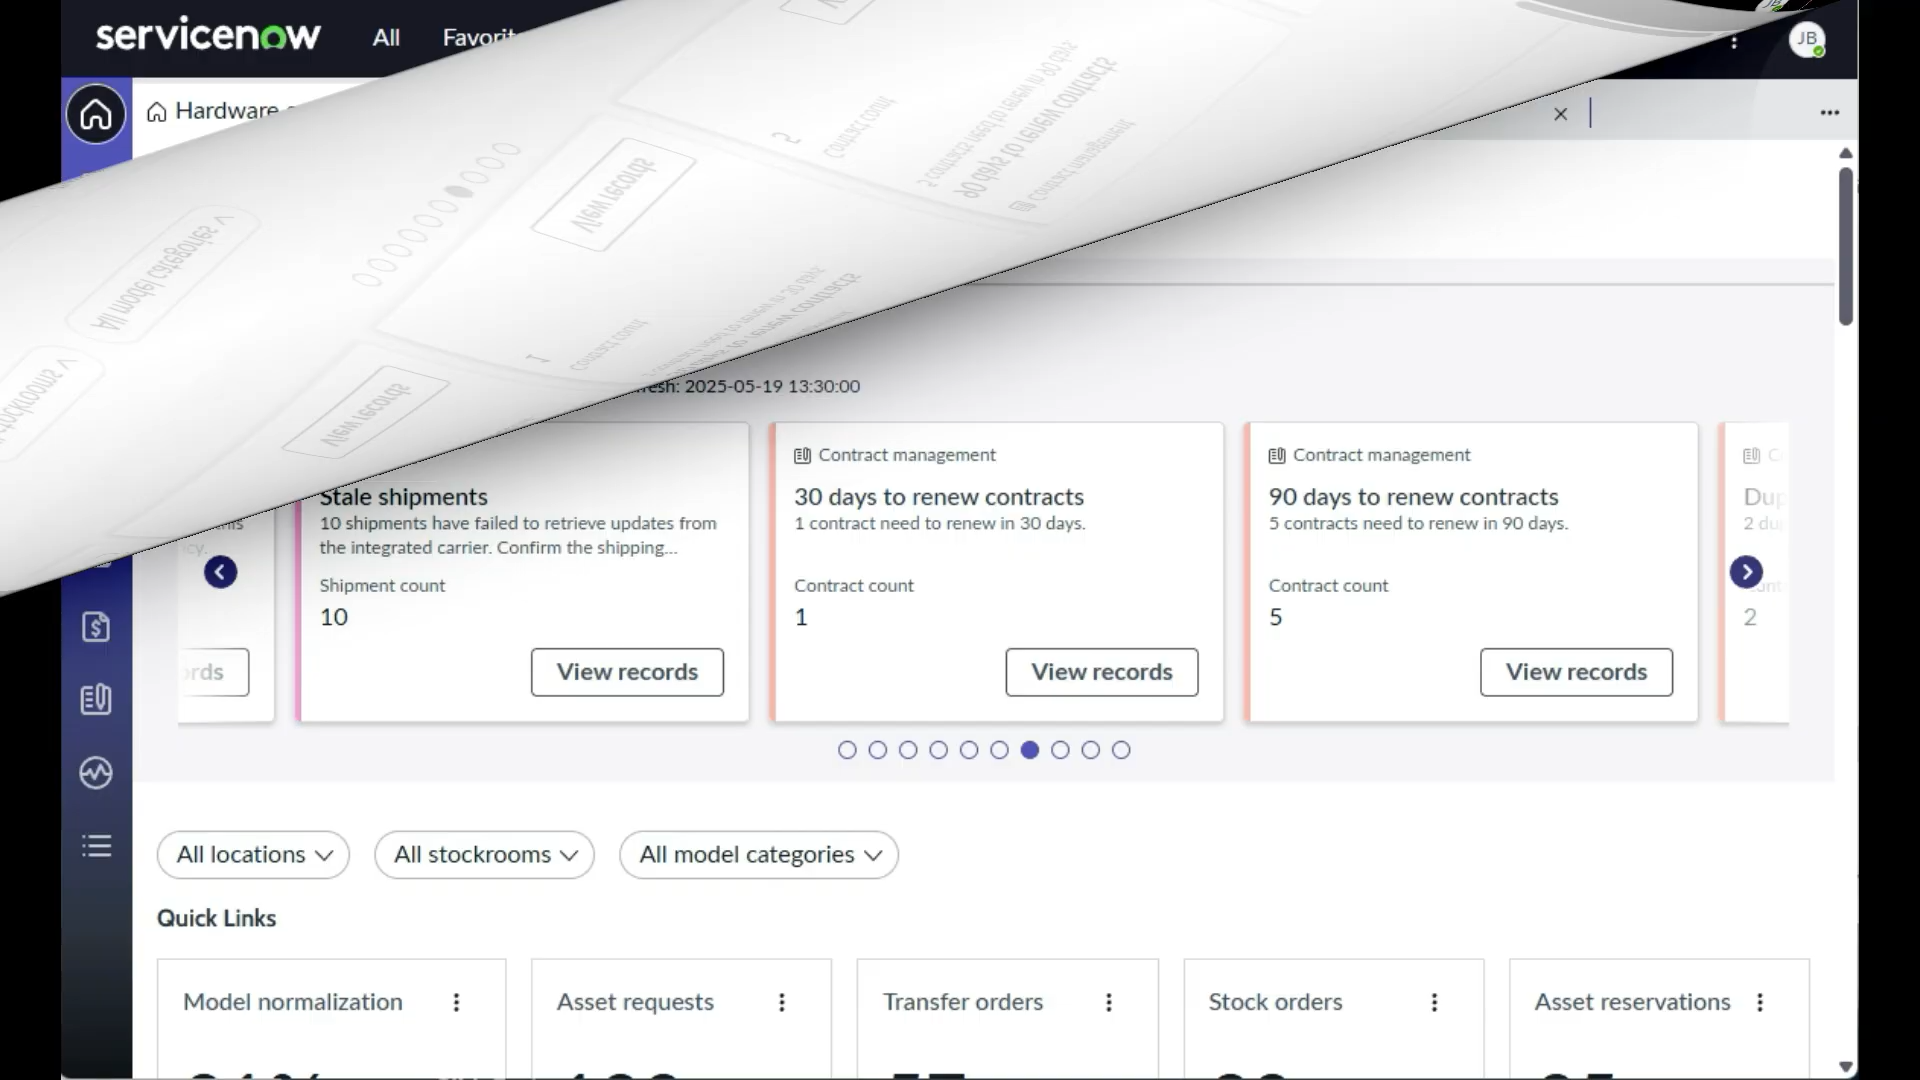 servicenow All Favorit JB
Hardware
esh: 2025-05-19 13:30:00
Stale shipments
10 shipments have failed to retrieve updates from
the integrated carrier. Confirm the shipping...
Shipment count
10
View records
Contract management
30 days to renew contracts
1 contract need to renew in 30 days.
Contract count
1
View records
Contract management
90 days to renew contracts
5 contracts need to renew in 90 days.
Contract count
5
View records
Dup
2 du
2
All locations All stockrooms All model categories
Quick Links
Model normalization Asset requests Transfer orders Stock orders Asset reservations